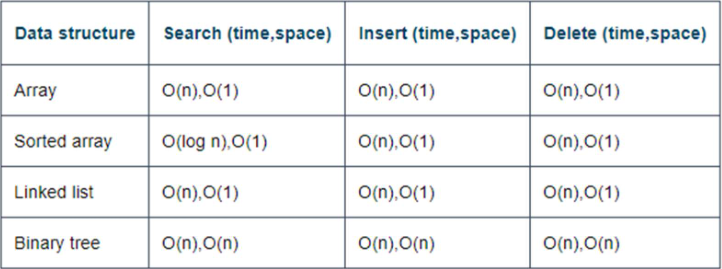 Data structure Search (time,space) Insert (time,space) Delete (time,space)
Array O(n),O(1) O(n),O(1) O(n),O(1)
Sorted array O(log n),O(1) O(n),O(1) O(n),O(1)
Linked list O(n),O(1) O(n),O(1) O(n),O(1)
Binary tree O(n),O(n) O(n),O(n) O(n),O(n)